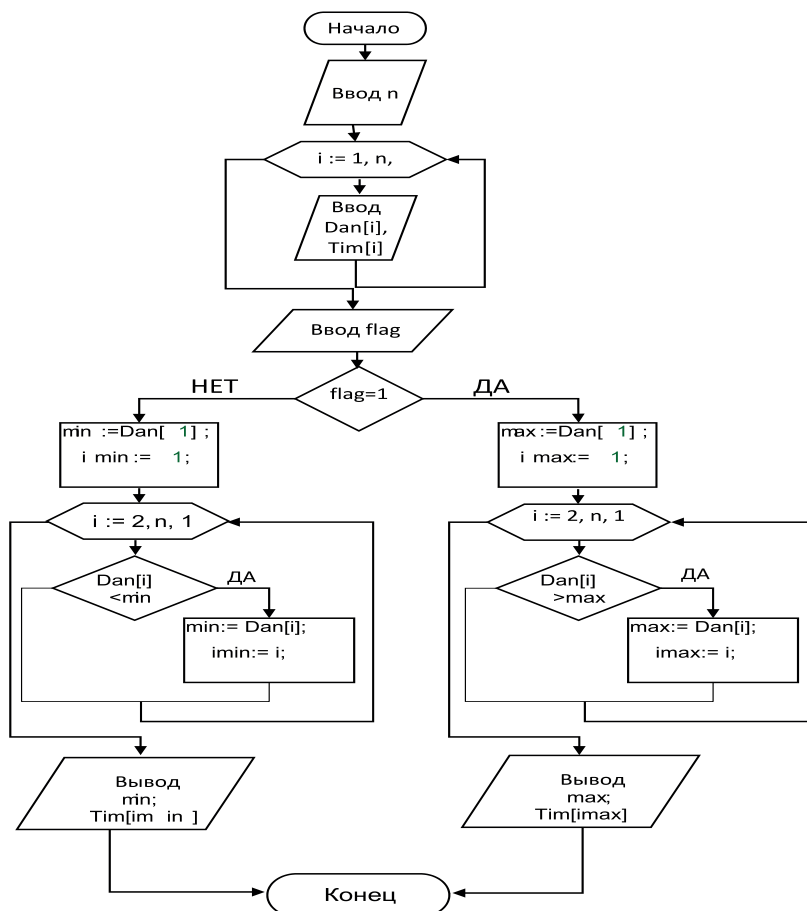 Начало
Ввод n
i := 1, n,
Ввод
Dan[i],
Tim[i]
Ввод flag
flag=1
НЕТ
ДА
min :=Dan[ 1] ;
i min := 1;
i := 2, n, 1
Dan[i]
<min
ДА
min:= Dan[i];
imin:= i;
Вывод
min;
Tim[im in ]
max :=Dan[ 1] ;
i max:= 1;
i := 2, n, 1
Dan[i]
>max
ДА
max:= Dan[i];
imax:= i;
Вывод
max;
Tim[imax]
Конец